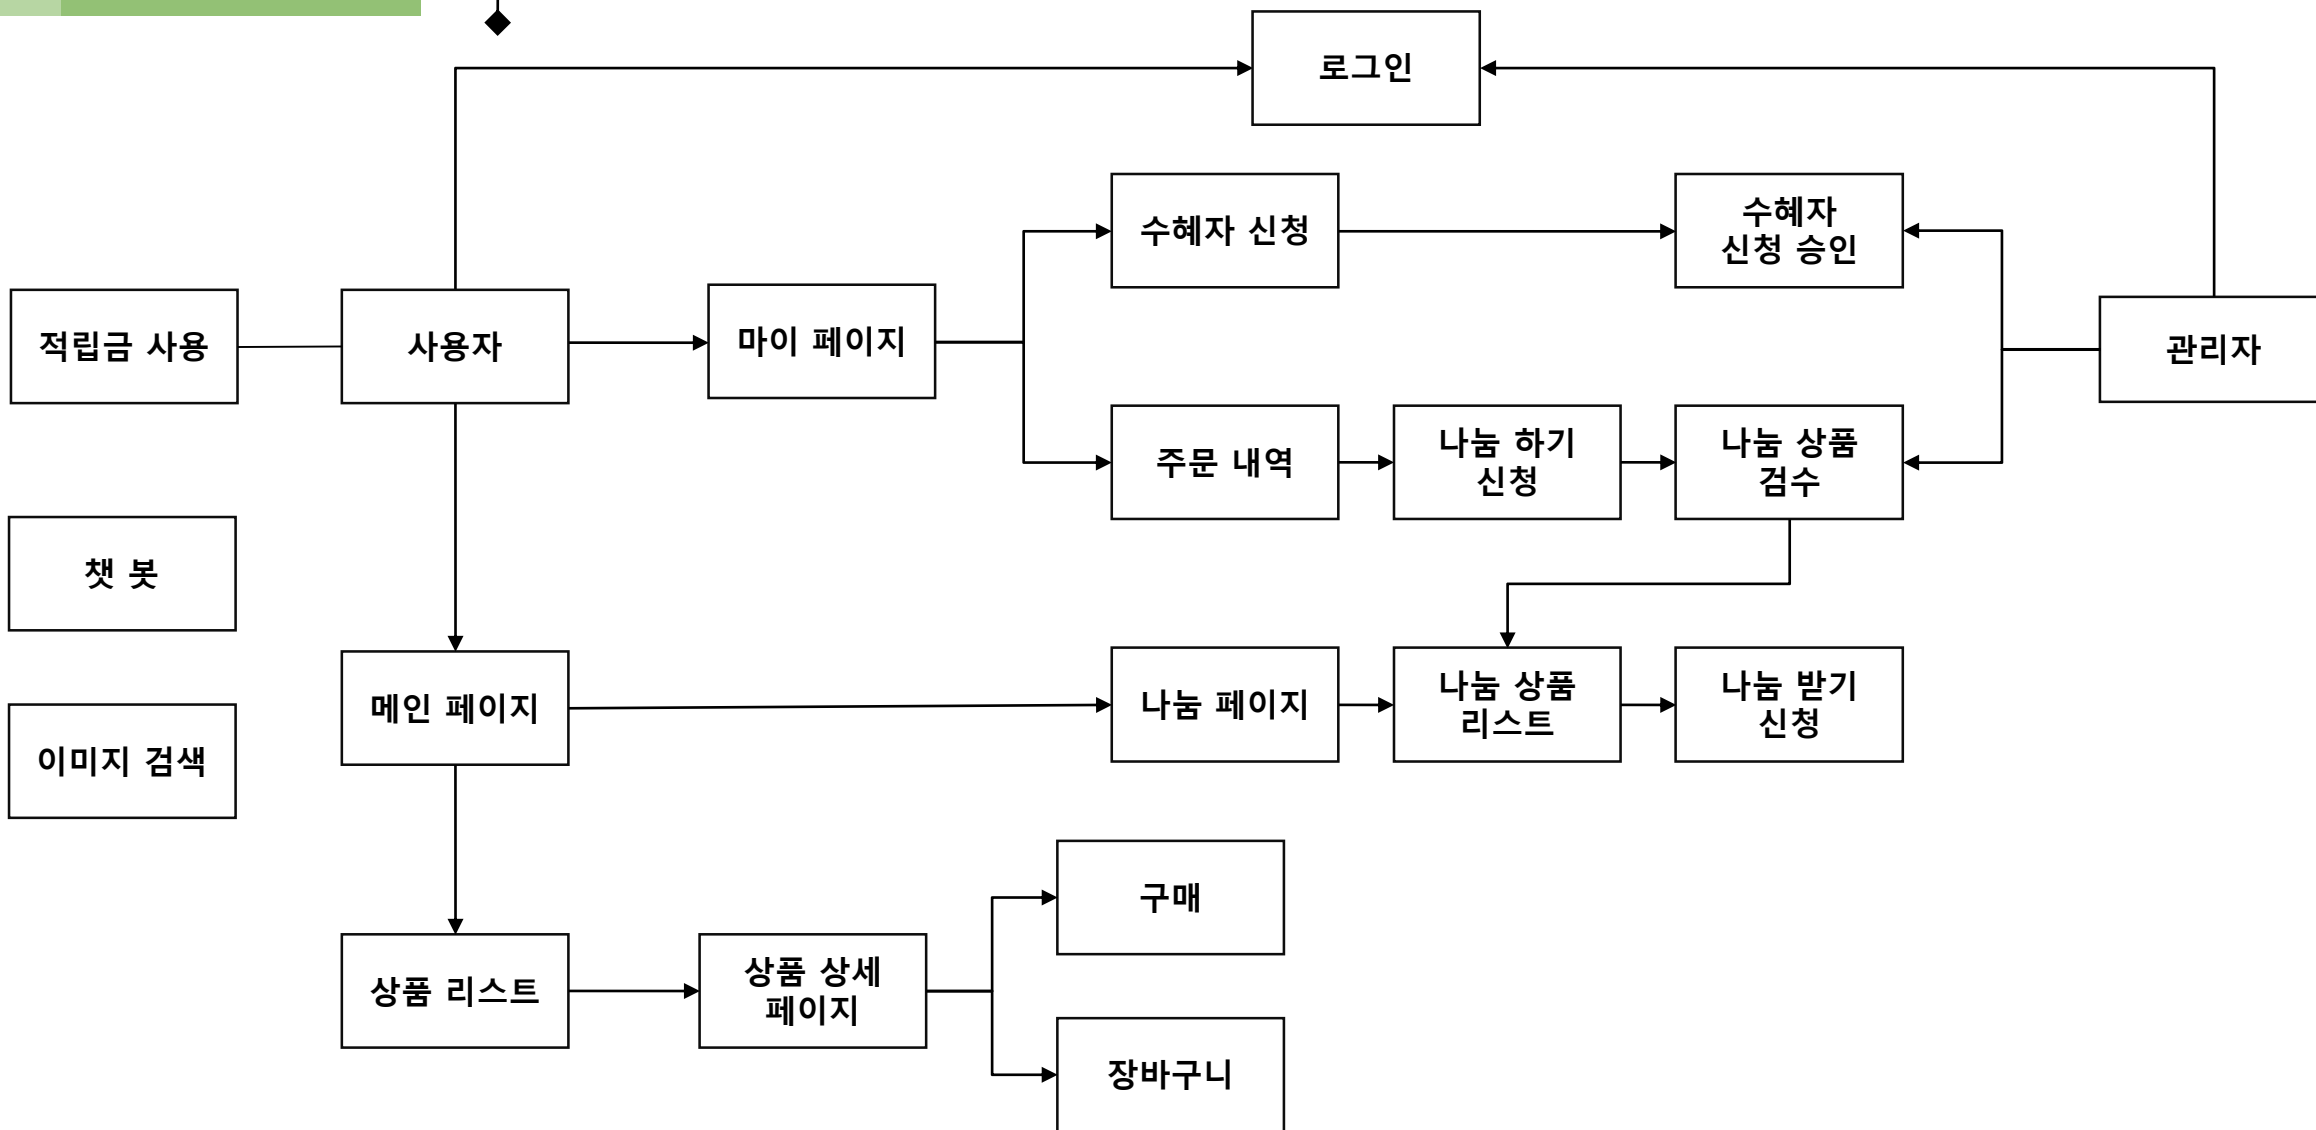 로그인
수혜자 신청
수혜자
신청 승인
적립금 사용
사용자
마이 페이지
관리자
주문 내역
나눔 하기
신청
나눔 상품
검수
챗 봇
메인 페이지
나눔 페이지
나눔 상품
리스트
나눔 받기
신청
이미지 검색
구매
상품 리스트
상품 상세
페이지
장바구니